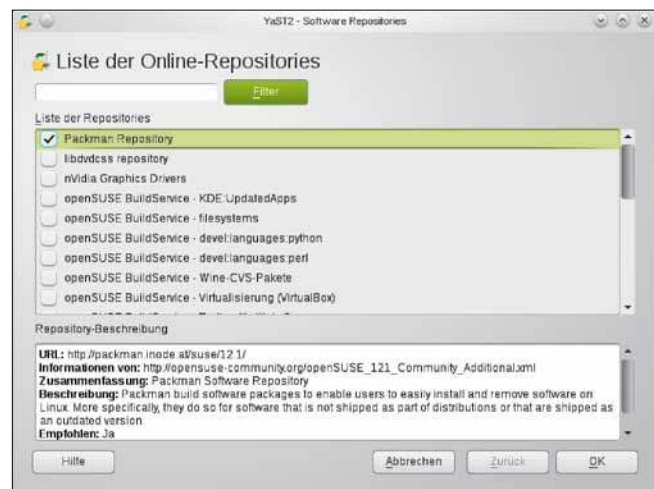 YaST2 - Software Repositories
Liste der Online-Repositories
Filter
Liste der Repositories
Packman Repository
libdvdcss repository
nVidia Graphics Drivers
openSUSE BuildService - KDE:UpdatedApps
openSUSE BuildService - filesystems
openSUSE BuildService - devel:languages:python
openSUSE BuildService - devel:languages:perl
openSUSE BuildService - Wine-CVS-Pakete
openSUSE BuildService - Virtualisierung (VirtualBox)
Repository-Beschreibung
URL: http://packman.inode.at/suse/12.1/
Informationen von: http://opensuse-community.org/openSUSE_121_Community_Additional.xml
Zusammenfassung: Packman Software Repository
Beschreibung: Packman build software packages to enable users to easily install and remove software on
Linux. More specifically, they do so for software that is not shipped as part of distributions or that are shipped as
an outdated version.
Empfohlen: Ja
Hilfe
Abbrechen
Zurück
OK